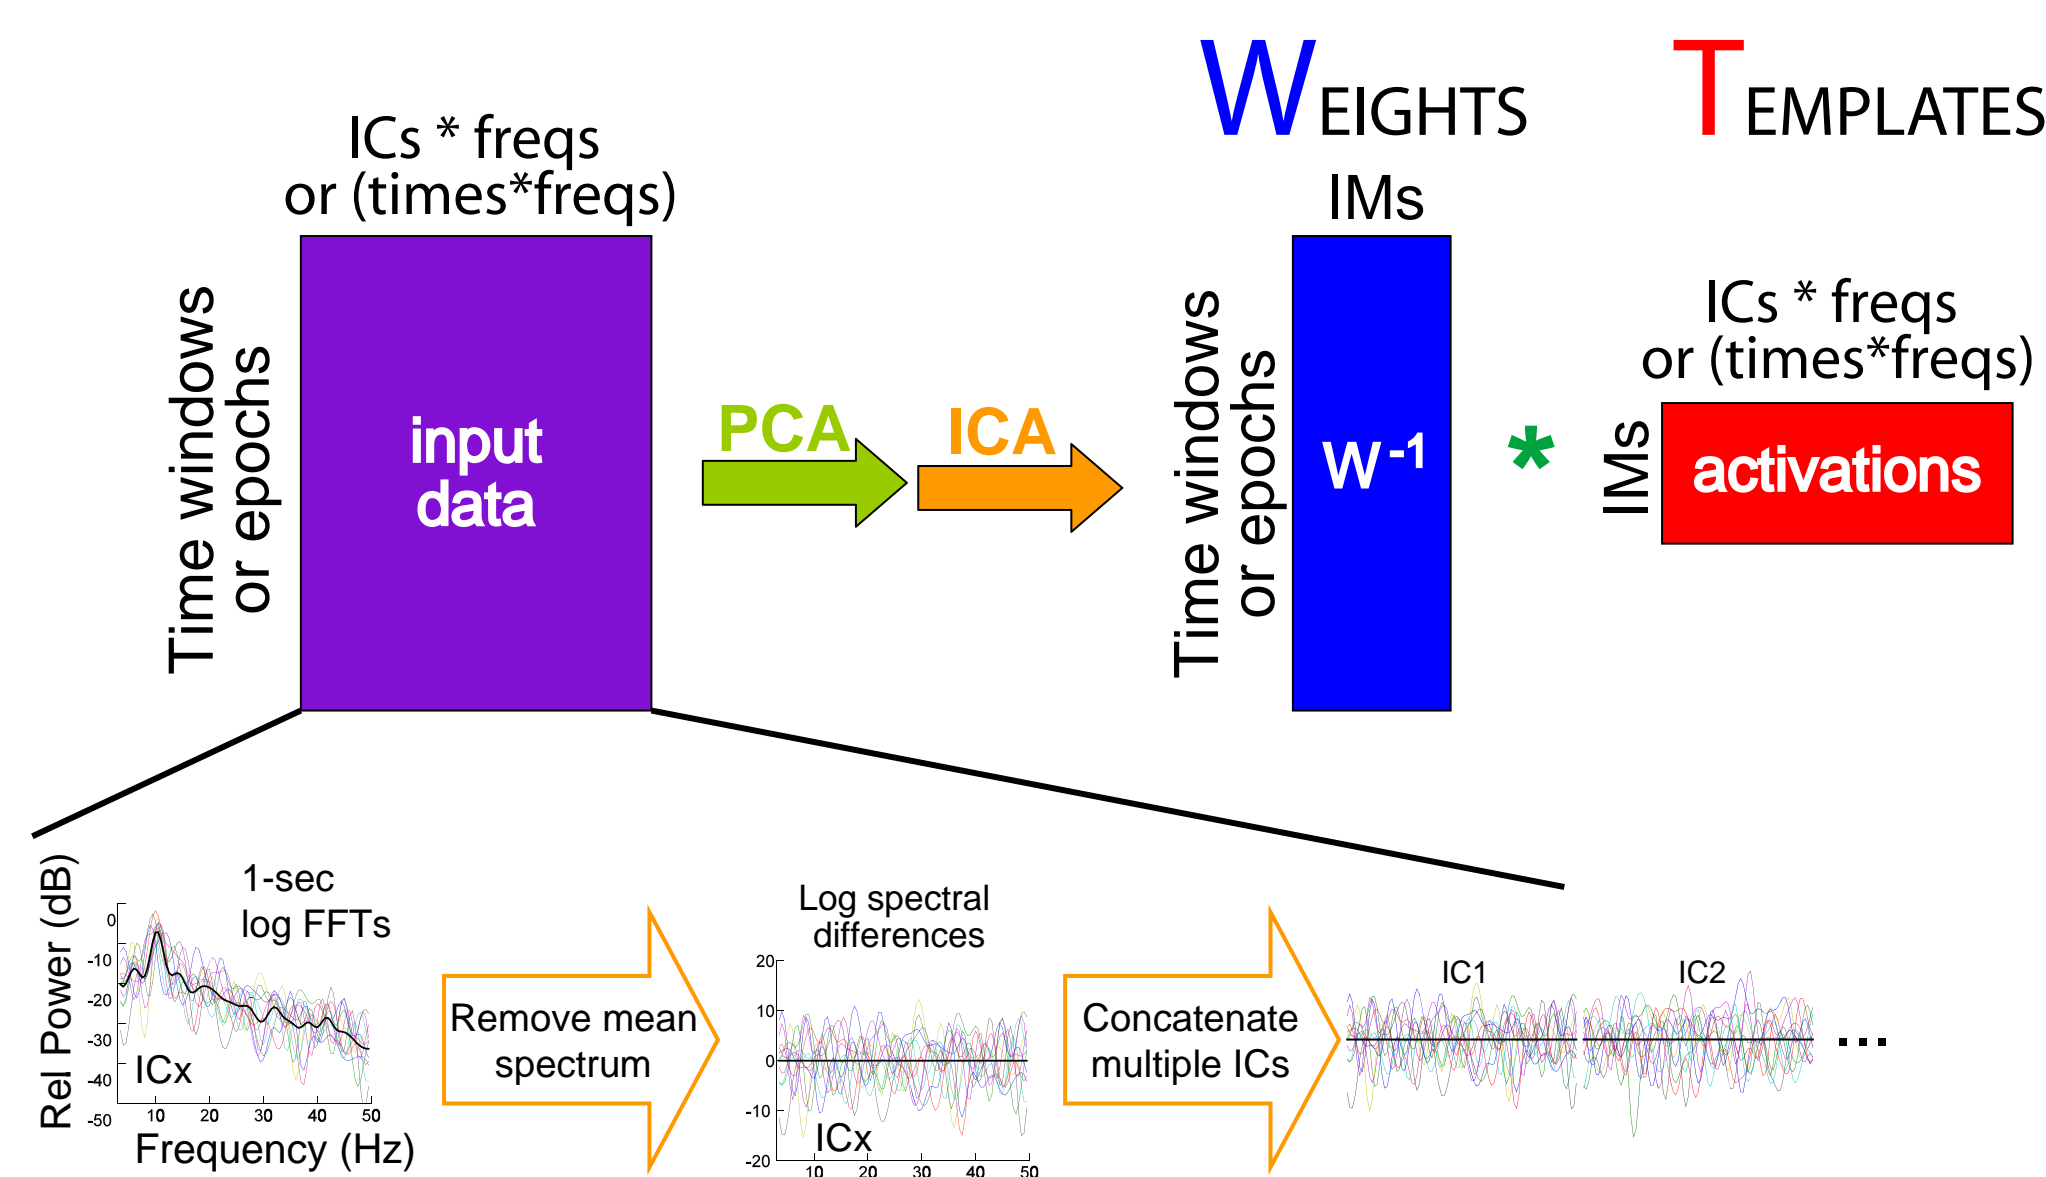 WEIGHTS
TEMPLATES
ICs * freqs
or (times*freqs)
Time windows
or epochs
input
data
PCA
ICA
IMs
Time windows
or epochs
W-1
*
ICs * freqs
or (times*freqs)
IMs
activations
1-sec
log FFTs
Rel Power (dB)
0
-10
-20
-30
-40
-50
ICx
10 20 30 40 50
Frequency (Hz)
Remove mean
spectrum
Log spectral
differences
20
10
0
-10
-20
ICx
10 20 30 40 50
Concatenate
multiple ICs
IC1
IC2
...